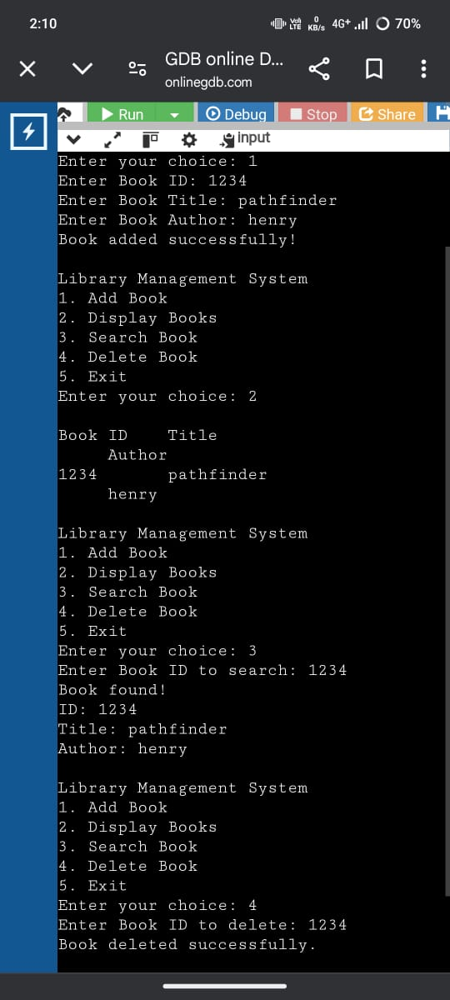 2:10
Vo) LTE
0 KB/s
4G+
70%
GDB online D...
onlinegdb.com
Run
Debug
Stop
Share
input
Enter your choice: 1
Enter Book ID: 1234
Enter Book Title: pathfinder
Enter Book Author: henry
Book added successfully!
Library Management System
1. Add Book
2. Display Books
3. Search Book
4. Delete Book
5. Exit
Enter your choice: 2
Book ID    Title
Author
1234       pathfinder
henry
Library Management System
1. Add Book
2. Display Books
3. Search Book
4. Delete Book
5. Exit
Enter your choice: 3
Enter Book ID to search: 1234
Book found!
ID: 1234
Title: pathfinder
Author: henry
Library Management System
1. Add Book
2. Display Books
3. Search Book
4. Delete Book
5. Exit
Enter your choice: 4
Enter Book ID to delete: 1234
Book deleted successfully.